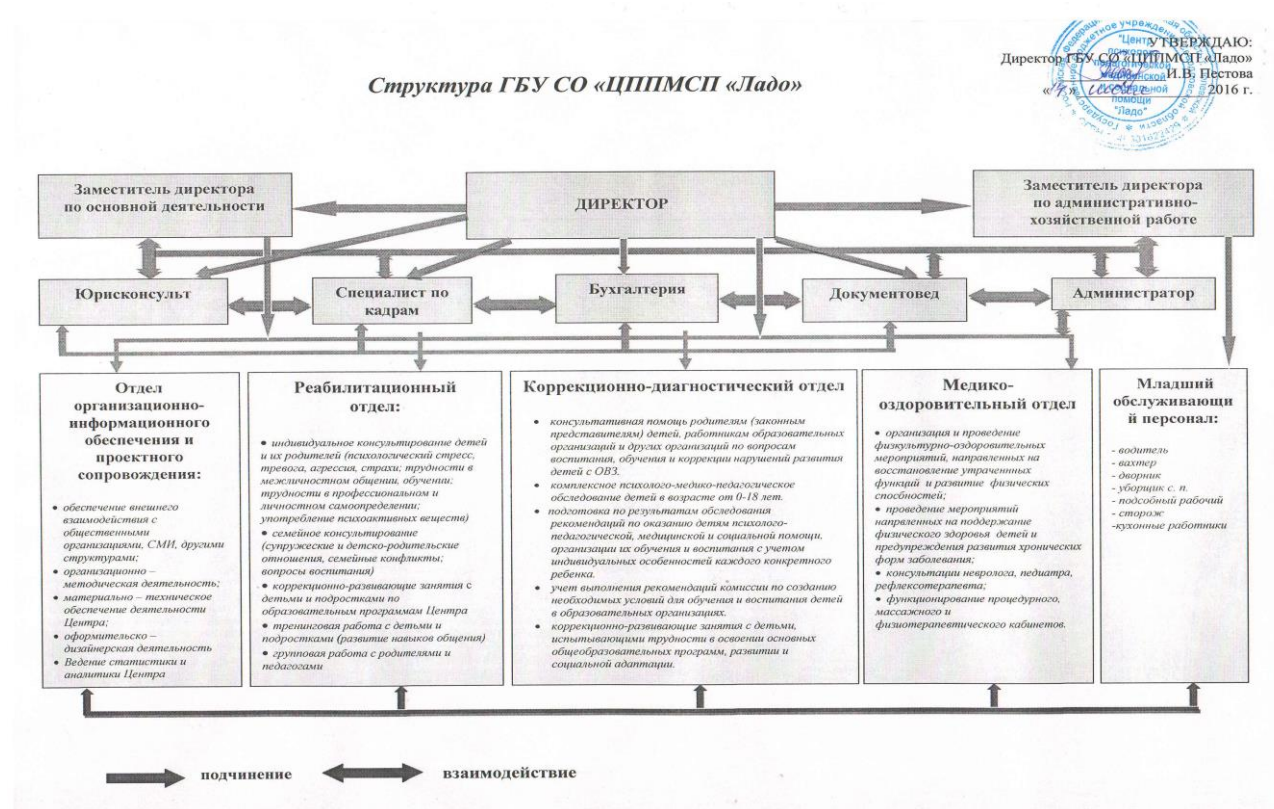 УТВЕРЖДАЮ:
Директор ГБУ СО «ЦППМСП «Ладо»
И.В. Пестова
2016 г.
"Центр
психолого-
педагогической
медицинской
и социальной
помощи
"Ладо"
Структура ГБУ СО «ЦППМСП «Ладо»
Заместитель директора
по основной деятельности
ДИРЕКТОР
Заместитель директора
по административно-
хозяйственной работе
Юрисконсульт
Специалист по
кадрам
Бухгалтерия
Документовед
Администратор
Отдел
организационно-
информационного
обеспечения и
проектного
сопровождения:
• обеспечение внешнего
взаимодействия с
общественными
организациями, СМИ, другими
структурами;
• организационно –
методическая деятельность;
• материально – техническое
обеспечение деятельности
Центра;
• оформительско –
дизайнерская деятельность
• Ведение статистики и
аналитики Центра
Реабилитационный
отдел:
• индивидуальное консультирование детей
и их родителей (психологический стресс,
тревога, агрессия, страхи; трудности в
межличностном общении, обучении;
трудности в профессиональном и
личностном самоопределении;
употребление психоактивных веществ)
• семейное консультирование
(супружеские и детско-родительские
отношения, семейные конфликты;
вопросы воспитания)
• коррекционно-развивающие занятия с
детьми и подростками по
образовательным программам Центра
• тренинговая работа с детьми и
подростками (развитие навыков общения)
• групповая работа с родителями и
педагогами
Коррекционно-диагностический отдел
• консультативная помощь родителям (законным
представителям) детей, работникам образовательных
организаций и других организаций по вопросам
воспитания, обучения и коррекции нарушений развития
детей с ОВЗ.
• комплексное психолого-медико-педагогическое
обследование детей в возрасте от 0-18 лет.
• подготовка по результатам обследования
рекомендаций по оказанию детям психолого-
педагогической, медицинской и социальной помощи,
организации их обучения и воспитания с учетом
индивидуальных особенностей каждого конкретного
ребенка.
• учет выполнения рекомендаций комиссии по созданию
необходимых условий для обучения и воспитания детей
в образовательных организациях.
• коррекционно-развивающие занятия с детьми,
испытывающими трудности в освоении основных
общеобразовательных программ, развитии и
социальной адаптации.
Медико-
оздоровительный отдел
• организация и проведение
физкультурно-оздоровительных
мероприятий, направленных на
восстановление утраченнных
функций и развитие физических
спосбностей;
• проведение мероприятий
напрвленных на поддержание
физического здоровья детей и
предупреждения развития хронических
форм заболевания;
• консультации невролога, педиатра,
рефлексотерапевта;
• функционирование процедурного,
массажного и
физиотерапевтического кабинетов.
Младший
обслуживающи
й персонал:
- водитель
- вахтер
- дворник
- уборщик с. п.
- подсобный рабочий
- сторож
-кухонные работники
подчинение
взаимодействие